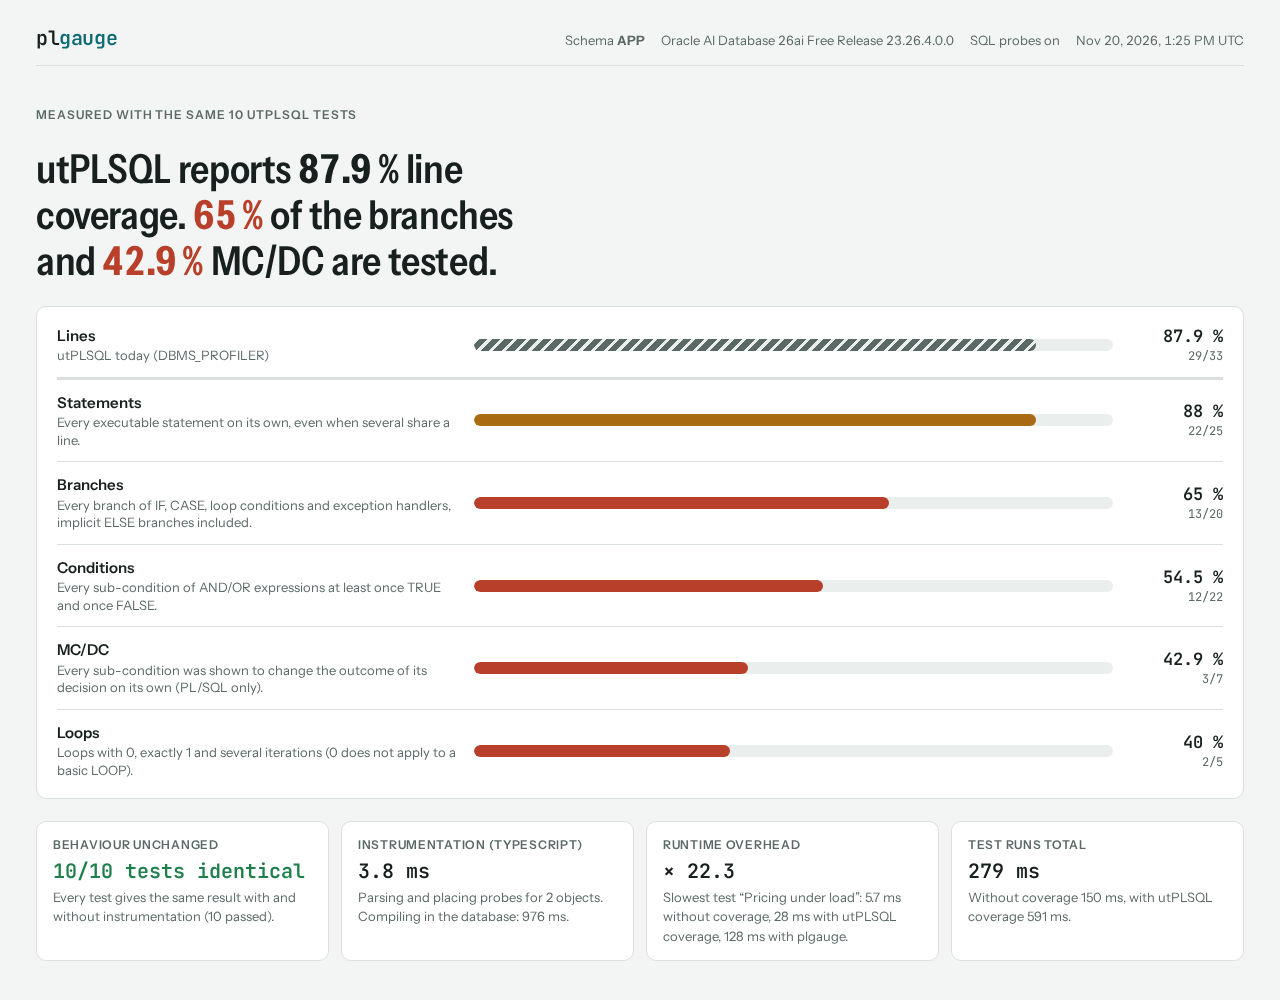 plgauge
Schema APP Oracle AI Database 26ai Free Release 23.26.4.0.0 SQL probes on Nov 20, 2026, 1:25 PM UTC
MEASURED WITH THE SAME 10 UTPLSQL TESTS
utPLSQL reports 87.9 % line
coverage. 65 % of the branches
and 42.9 % MC/DC are tested.
Lines
utPLSQL today (DBMS_PROFILER)
87.9 %
29/33
Statements
Every executable statement on its own, even when several share a
line.
88 %
22/25
Branches
Every branch of IF, CASE, loop conditions and exception handlers,
implicit ELSE branches included.
65 %
13/20
Conditions
Every sub-condition of AND/OR expressions at least once TRUE
and once FALSE.
54.5 %
12/22
MC/DC
Every sub-condition was shown to change the outcome of its
decision on its own (PL/SQL only).
42.9 %
3/7
Loops
Loops with 0, exactly 1 and several iterations (0 does not apply to a
basic LOOP).
40 %
2/5
BEHAVIOUR UNCHANGED
10/10 tests identical
Every test gives the same result with and
without instrumentation (10 passed).
INSTRUMENTATION (TYPESCRIPT)
3.8 ms
Parsing and placing probes for 2 objects.
Compiling in the database: 976 ms.
RUNTIME OVERHEAD
× 22.3
Slowest test “Pricing under load”: 5.7 ms
without coverage, 28 ms with utPLSQL
coverage, 128 ms with plgauge.
TEST RUNS TOTAL
279 ms
Without coverage 150 ms, with utPLSQL
coverage 591 ms.